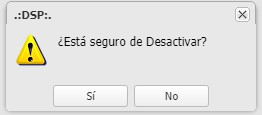 .:DSP:.
¿Está seguro de Desactivar?
Sí
No